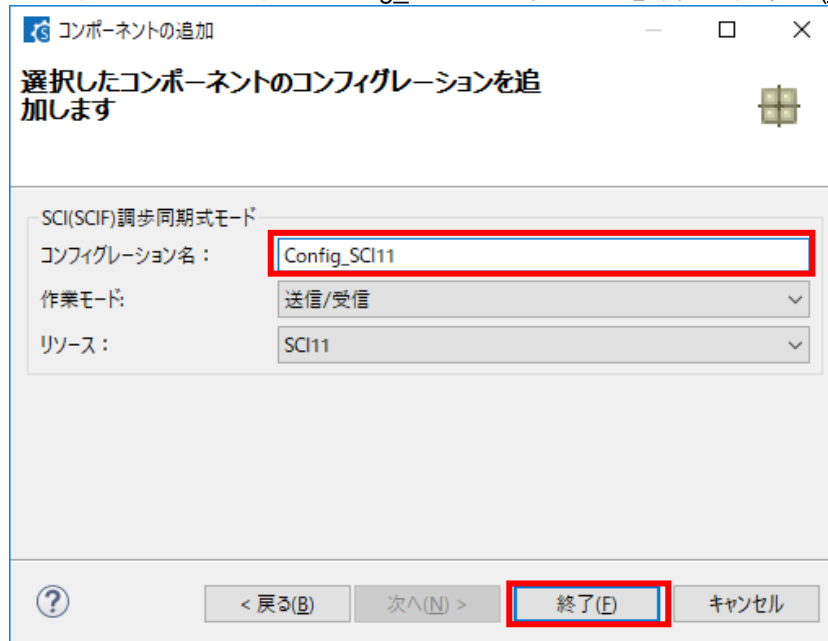 コンポーネントの追加
選択したコンポーネントのコンフィグレーションを追
加します
SCI(SCIF)調歩同期式モード
コンフィグレーション名：
Config_SCI11
作業モード:
送信/受信
リソース：
SCI11
< 戻る(B)
次へ(N) >
終了(F)
キャンセル